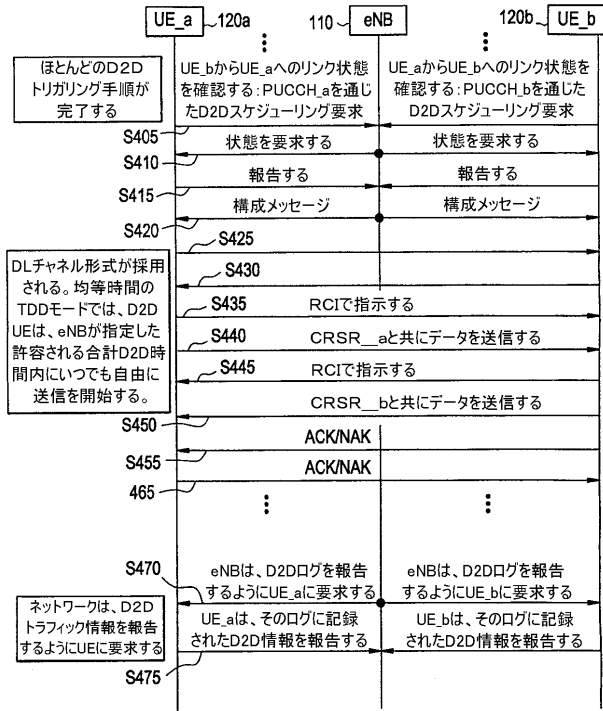 UE_a
120a
110
eNB
120b
UE_b
ほとんどのD2D
トリガリング手順が
完了する
UE_bからUE_aへのリンク状態
を確認する:PUCCH_aを通じ
たD2Dスケジューリング要求
UE_aからUE_bへのリンク状態を
確認する:PUCCH_bを通じた
D2Dスケジューリング要求
S405
状態を要求する
状態を要求する
S410
報告する
報告する
S415
構成メッセージ
構成メッセージ
S420
S425
DLチャネル形式が採用
される。均等時間の
TDDモードでは、D2D
UEは、eNBが指定した
許容される合計D2D時
間内にいつでも自由に
送信を開始する。
S430
S435
RCIで指示する
S440
CRSR__aと共にデータを送信する
S445
RCIで指示する
CRSR__bと共にデータを送信する
S450
ACK/NAK
S455
ACK/NAK
465
eNBは、D2Dログを報告
するようにUE_aに要求する
eNBは、D2Dログを報告
するようにUE_bに要求する
S470
ネットワークは、D2D
トラフィック情報を報告
するようにUEに要求する
UE_aは、そのログに記録
されたD2D情報を報告する
UE_bは、そのログに記録
されたD2D情報を報告する
S475